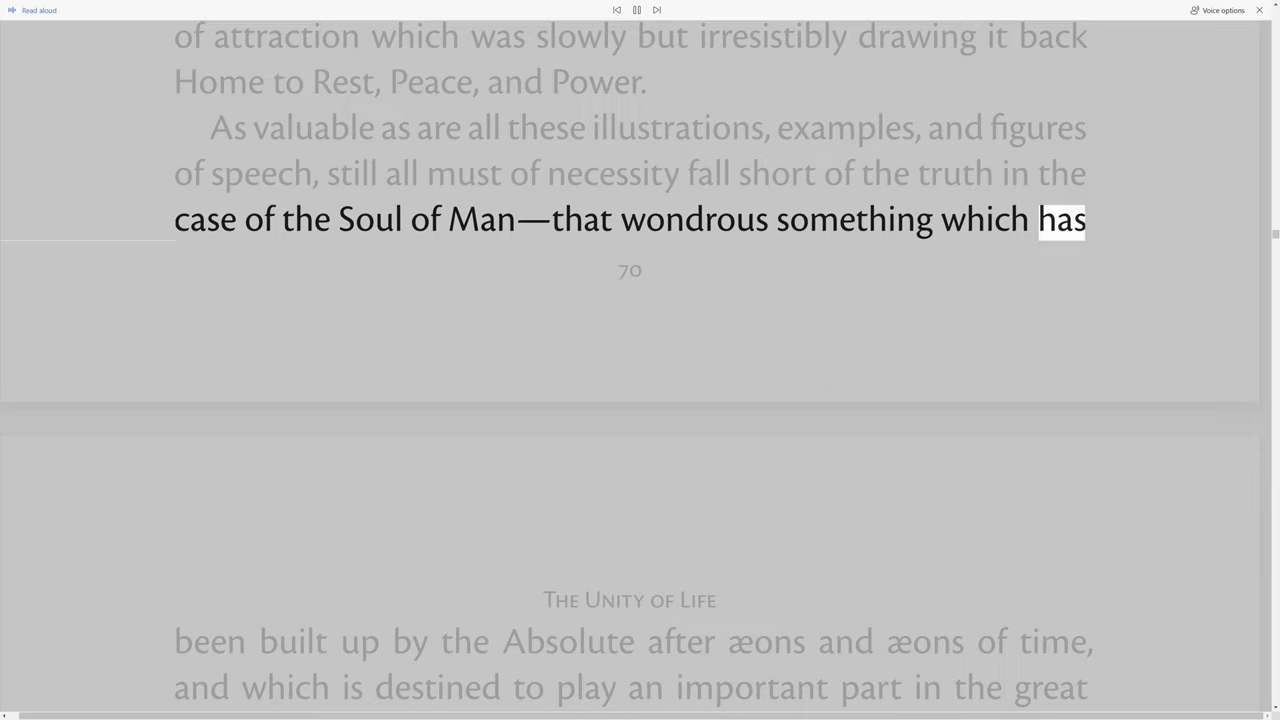 Read aloud
Voice options
of attraction which was slowly but irresistibly drawing it back
Home to Rest, Peace, and Power.
As valuable as are all these illustrations, examples, and figures
of speech, still all must of necessity fall short of the truth in the
case of the Soul of Man—that wondrous something which has
70
The Unity of Life
been built up by the Absolute after æons and æons of time,
and which is destined to play an important part in the great